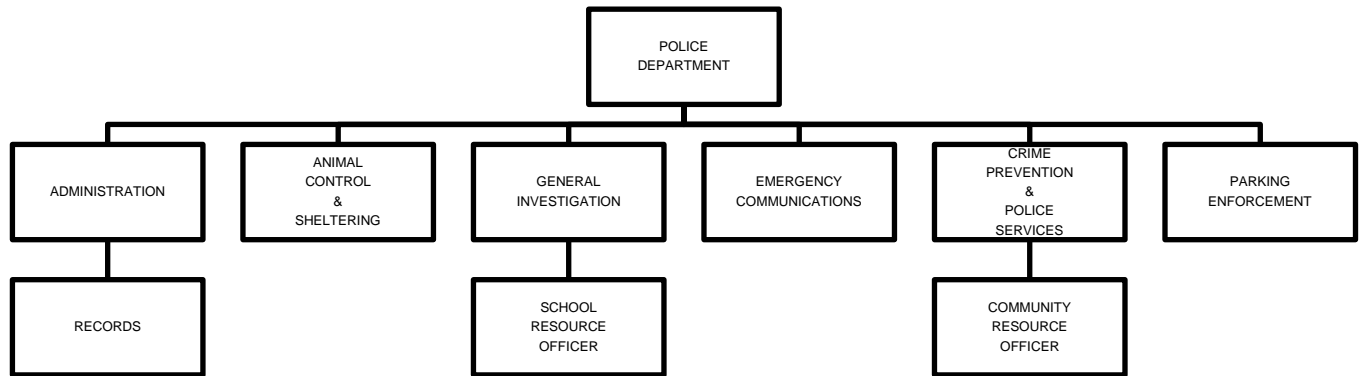 POLICE
DEPARTMENT
ADMINISTRATION
ANIMAL
CONTROL
&
SHELTERING
GENERAL
INVESTIGATION
EMERGENCY
COMMUNICATIONS
CRIME
PREVENTION
&
POLICE
SERVICES
PARKING
ENFORCEMENT
RECORDS
SCHOOL
RESOURCE
OFFICER
COMMUNITY
RESOURCE
OFFICER